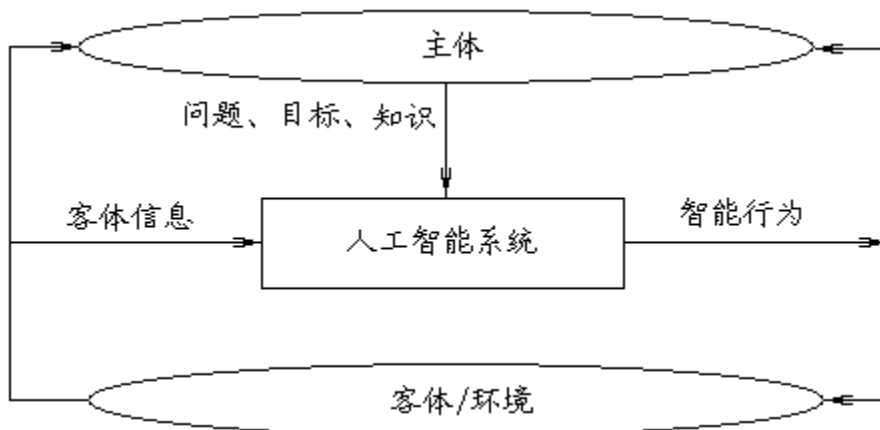 主体
问题、目标、知识
客体信息
人工智能系统
智能行为
客体/环境